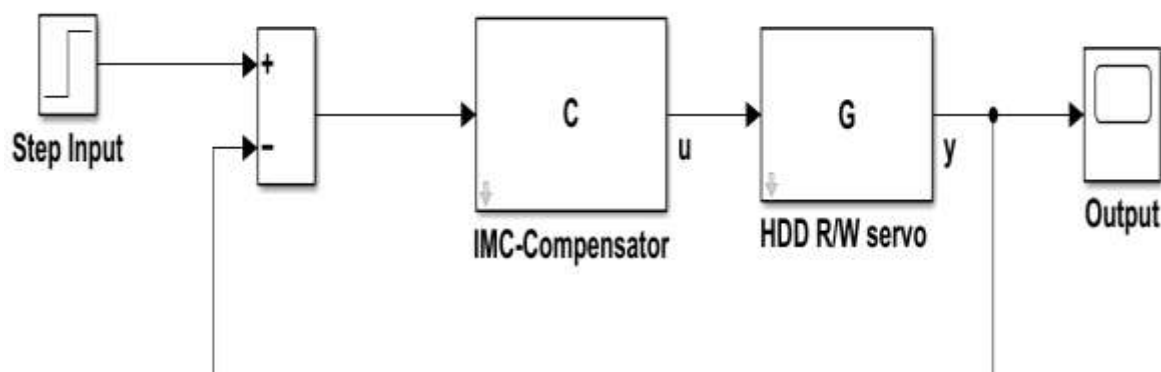 Step Input
+
-
C
IMC-Compensator
u
G
HDD R/W servo
y
Output